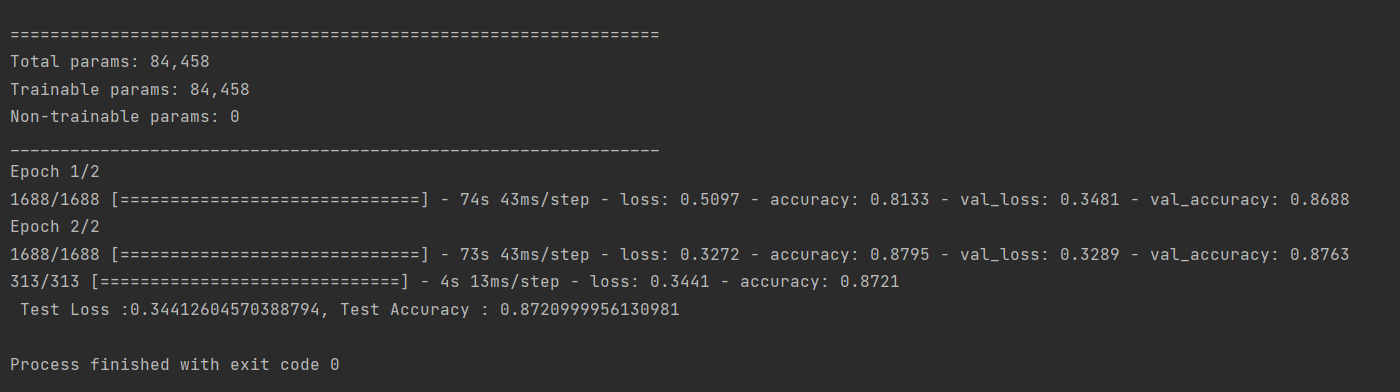 =================================================================
Total params: 84,458
Trainable params: 84,458
Non-trainable params: 0
_________________________________________________________________
Epoch 1/2
1688/1688 [==============================] - 74s 43ms/step - loss: 0.5097 - accuracy: 0.8133 - val_loss: 0.3481 - val_accuracy: 0.8688
Epoch 2/2
1688/1688 [==============================] - 73s 43ms/step - loss: 0.3272 - accuracy: 0.8795 - val_loss: 0.3289 - val_accuracy: 0.8763
313/313 [==============================] - 4s 13ms/step - loss: 0.3441 - accuracy: 0.8721
 Test Loss :0.34412604570388794, Test Accuracy : 0.8720999956130981
Process finished with exit code 0